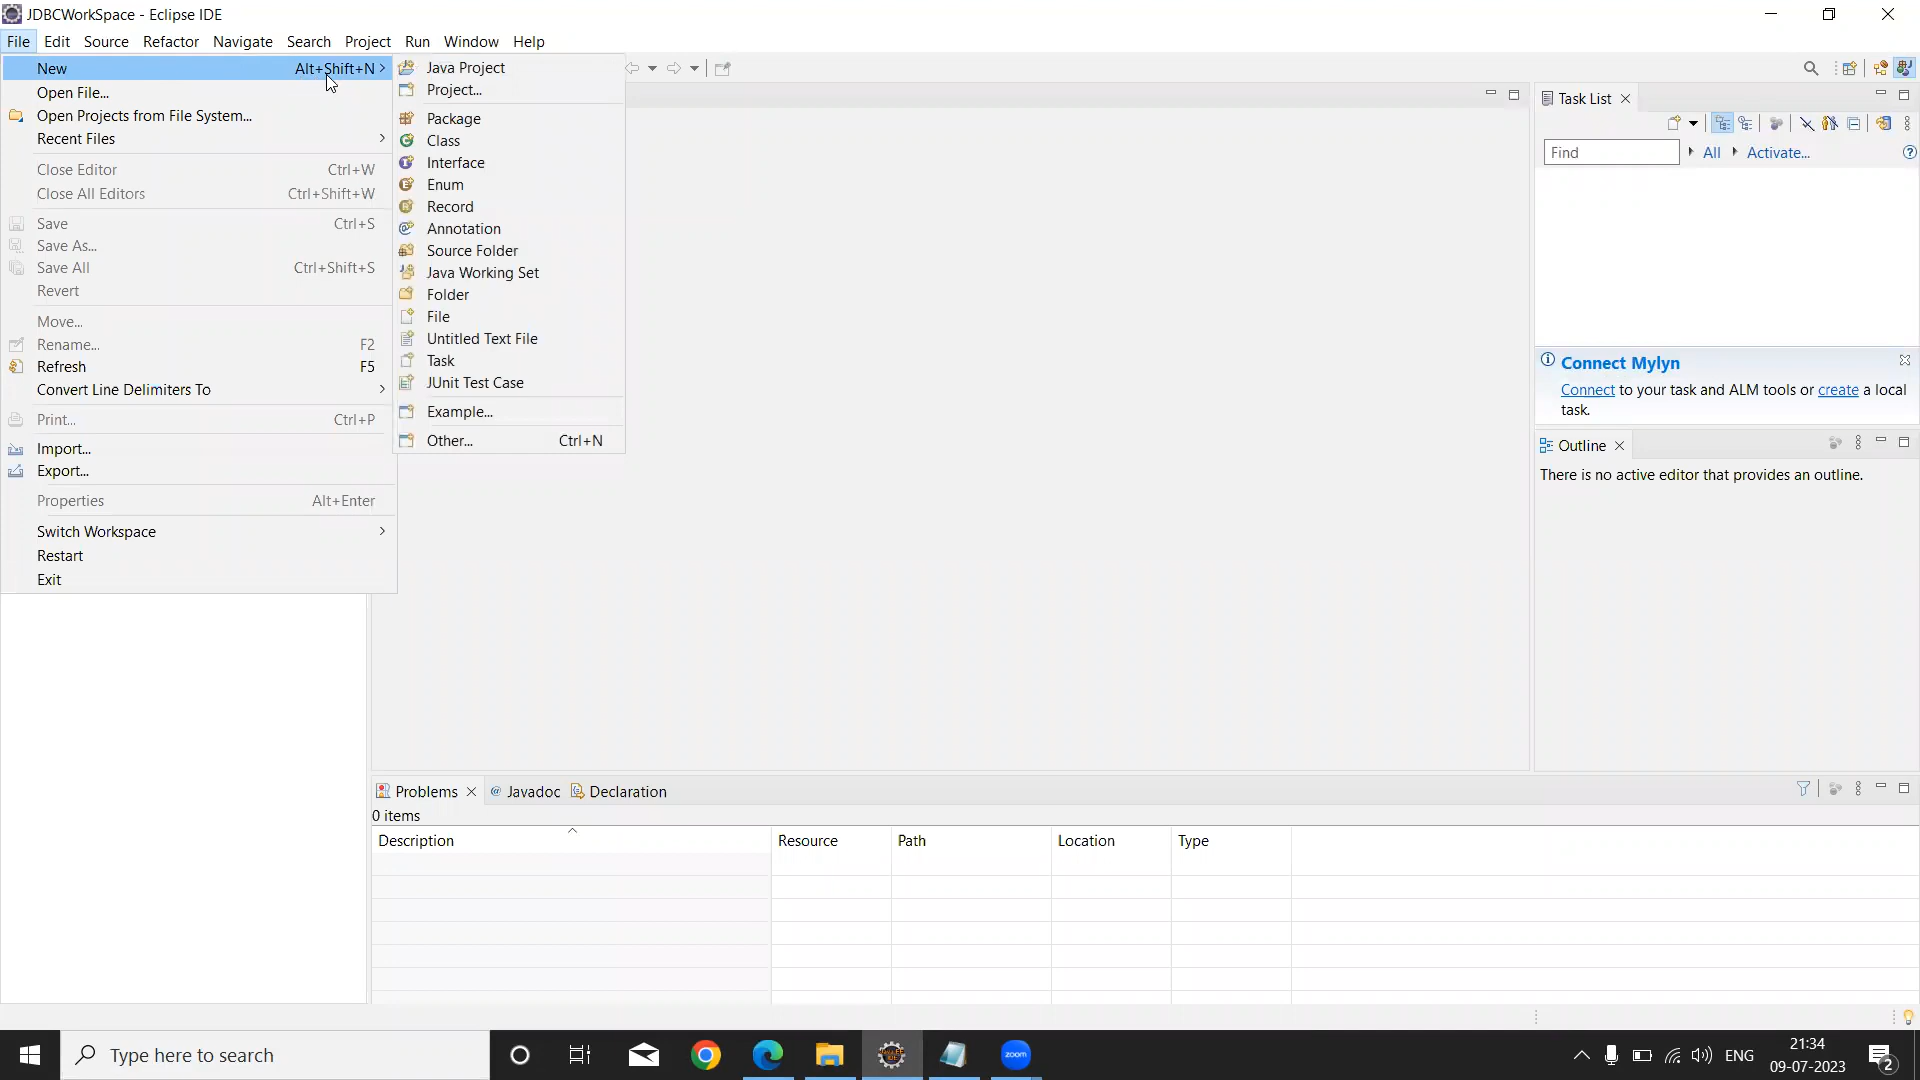 JDBCWorkSpace - Eclipse IDE
File Edit Source Refactor Navigate Search Project Run Window Help
New Alt+Shift+N
Open File...
Open Projects from File System...
Recent Files
Close Editor Ctrl+W
Close All Editors Ctrl+Shift+W
Save Ctrl+S
Save As...
Save All Ctrl+Shift+S
Revert
Move...
Rename... F2
Refresh F5
Convert Line Delimiters To
Print... Ctrl+P
Import...
Export...
Properties Alt+Enter
Switch Workspace
Restart
Exit
Java Project
Project...
Package
Class
Interface
Enum
Record
Annotation
Source Folder
Java Working Set
Folder
File
Untitled Text File
Task
JUnit Test Case
Example...
Other... Ctrl+N
Task List
Find All Activate...
Connect Mylyn
Connect to your task and ALM tools or create a local
task.
Outline
There is no active editor that provides an outline.
Problems @ Javadoc Declaration
0 items
Description Resource Path Location Type
Type here to search
zoom
ENG
21:34
09-07-2023
2